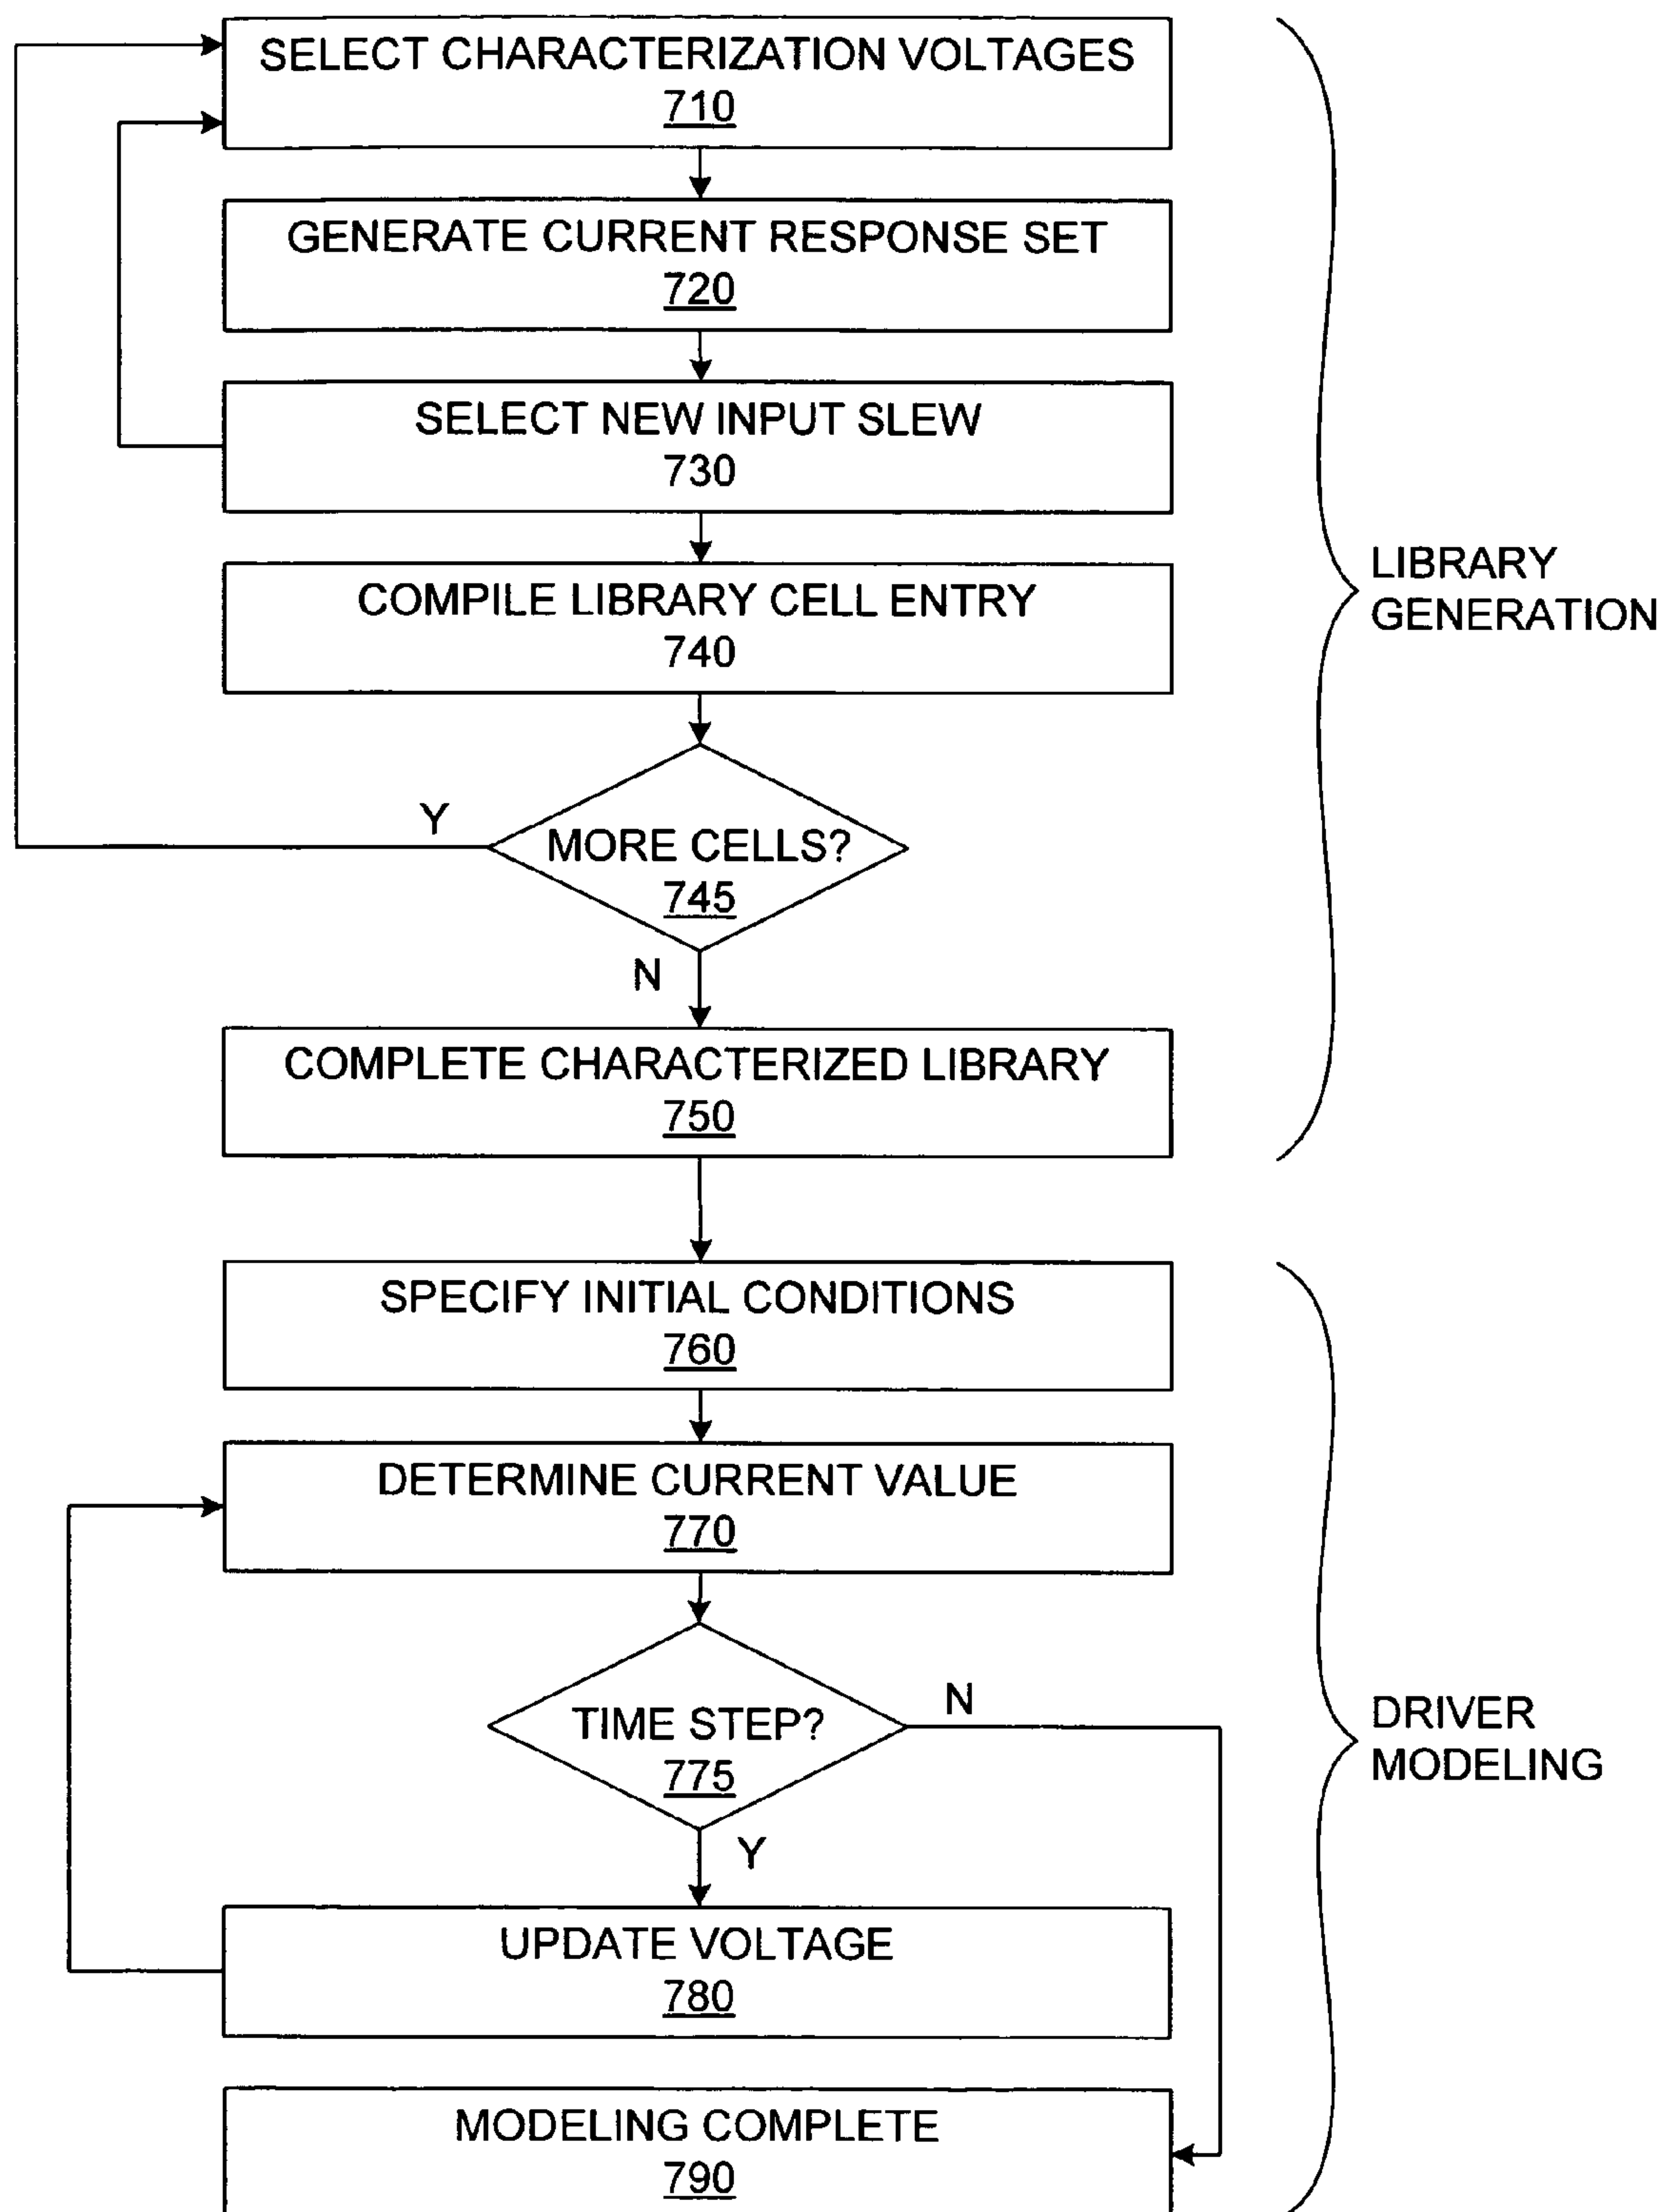 SELECT CHARACTERIZATION VOLTAGES
710
GENERATE CURRENT RESPONSE SET
720
SELECT NEW INPUT SLEW
730
COMPILE LIBRARY CELL ENTRY
740
Y
MORE CELLS?
745
N
COMPLETE CHARACTERIZED LIBRARY
750
LIBRARY
GENERATION
SPECIFY INITIAL CONDITIONS
760
DETERMINE CURRENT VALUE
770
TIME STEP?
775
N
Y
UPDATE VOLTAGE
780
MODELING COMPLETE
790
DRIVER
MODELING